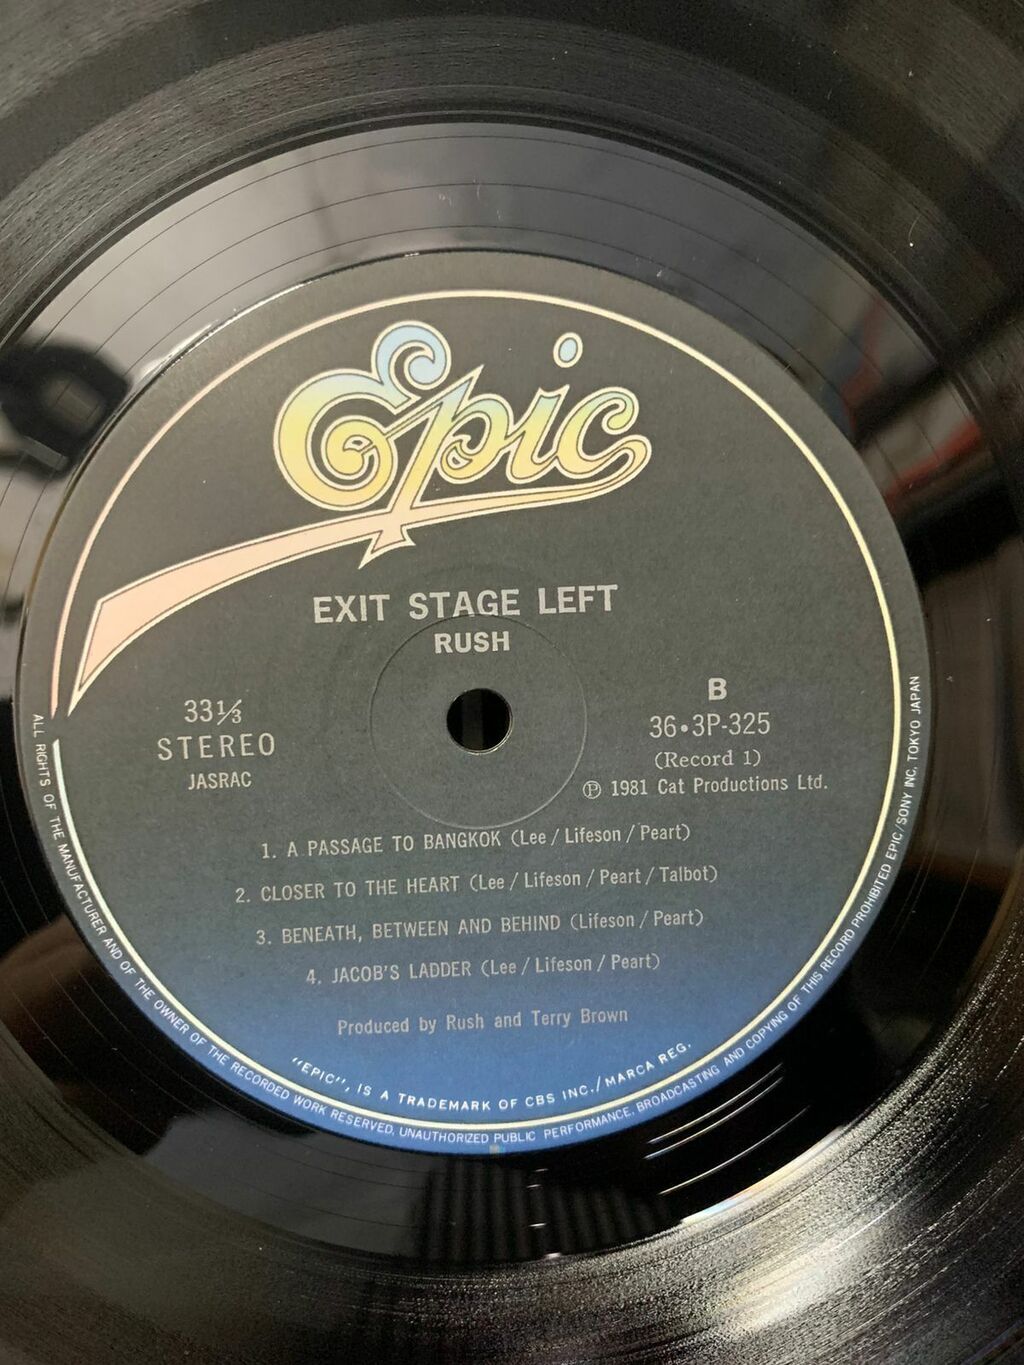 Epic
EXIT STAGE LEFT
RUSH
33⅓
STEREO
JASRAC
B
36•3P-325
(Record 1)
℗ 1981 Cat Productions Ltd.
1. A PASSAGE TO BANGKOK (Lee / Lifeson / Peart)
2. CLOSER TO THE HEART (Lee / Lifeson / Peart / Talbot)
3. BENEATH, BETWEEN AND BEHIND (Lifeson / Peart)
4. JACOB'S LADDER (Lee / Lifeson / Peart)
Produced by Rush and Terry Brown
"EPIC", IS A TRADEMARK OF CBS INC./MARCA REG.
ALL RIGHTS OF THE MANUFACTURER AND OF THE OWNER OF THE RECORDED WORK RESERVED, UNAUTHORIZED PUBLIC PERFORMANCE, BROADCASTING AND COPYING OF THIS RECORD PROHIBITED EPIC/SONY INC. TOKYO JAPAN